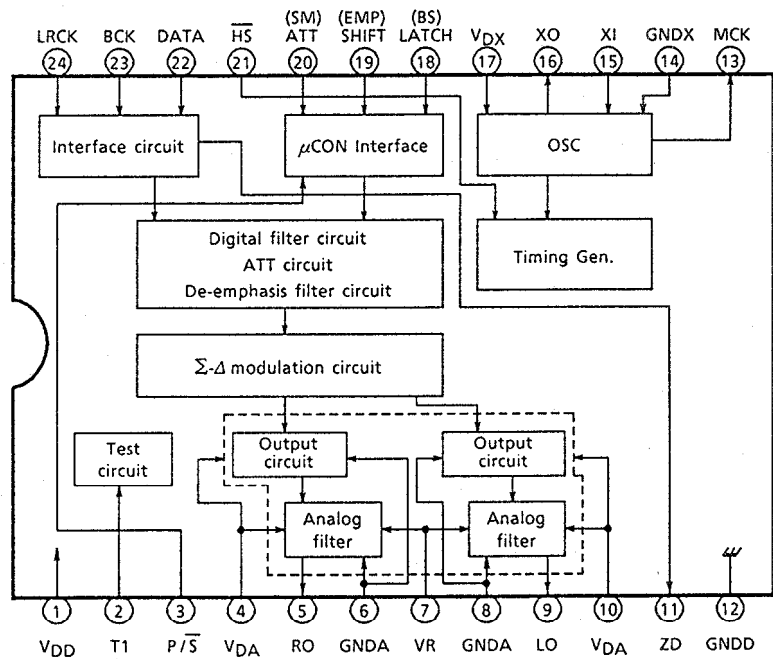 LRCK BCK DATA H̅S̅ (SM) ATT (EMP) SHIFT (BS) LATCH VDX XO XI GNDX MCK
24 23 22 21 20 19 18 17 16 15 14 13
Interface circuit
μCON Interface
OSC
Digital filter circuit
ATT circuit
De-emphasis filter circuit
Timing Gen.
Σ-Δ modulation circuit
Test
circuit
Output
circuit
Output
circuit
Analog
filter
Analog
filter
1 2 3 4 5 6 7 8 9 10 11 12
VDD T1 P/S̅ VDA RO GNDA VR GNDA LO VDA ZD GNDD